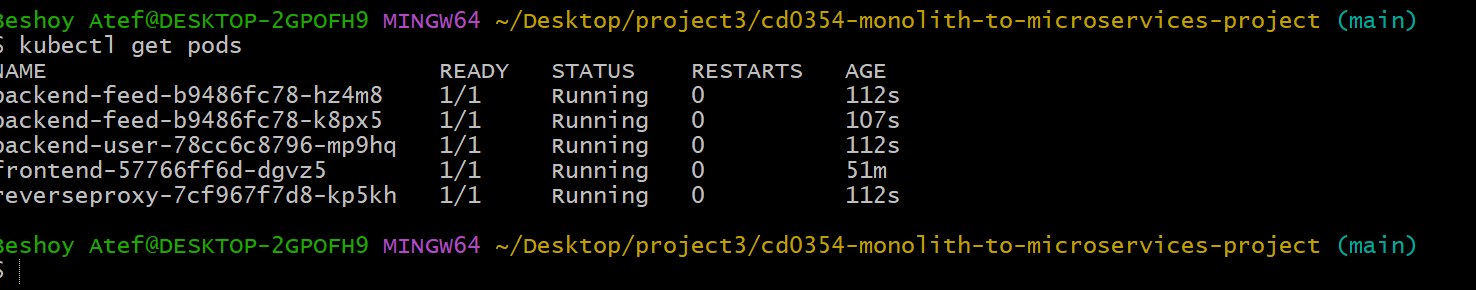 Beshoy Atef@DESKTOP-2GPOFH9 MINGW64 ~/Desktop/project3/cd0354-monolith-to-microservices-project (main)
$ kubectl get pods
NAME READY STATUS RESTARTS AGE
backend-feed-b9486fc78-hz4m8 1/1 Running 0 112s
backend-feed-b9486fc78-k8px5 1/1 Running 0 107s
backend-user-78cc6c8796-mp9hq 1/1 Running 0 112s
frontend-57766ff6d-dgvz5 1/1 Running 0 51m
reverseproxy-7cf967f7d8-kp5kh 1/1 Running 0 112s
Beshoy Atef@DESKTOP-2GPOFH9 MINGW64 ~/Desktop/project3/cd0354-monolith-to-microservices-project (main)
$